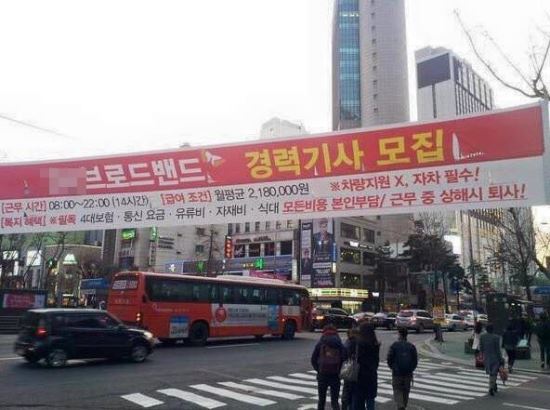 브로드밴드 경력기사 모집
[근무 시간] 08:00~22:00 (14시간) [급여 조건] 월평균 2,180,000원 ※차량지원 X, 자차 필수!
[복지 혜택] ※필독 4대보험·통신 요금·유류비·자재비·식대 모든비용 본인부담/ 근무 중 상해시 퇴사!